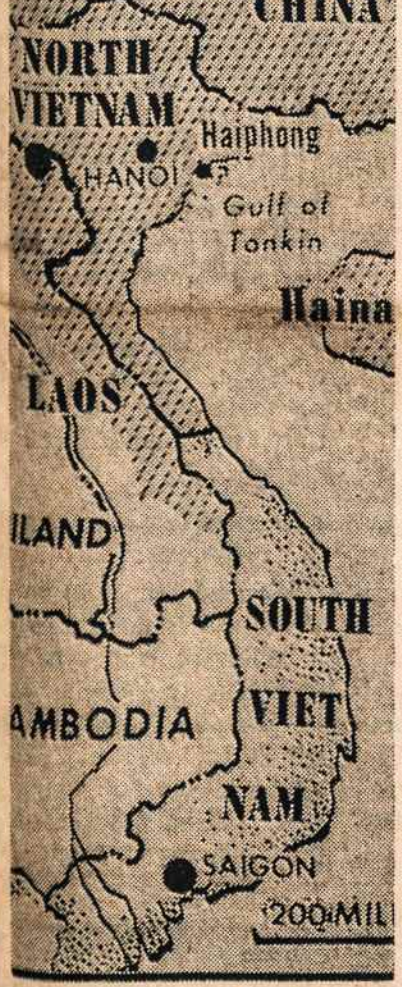 CHINA
NORTH
VIETNAM
Haiphong
HANOI
Gulf of
Tonkin
Haina
LAOS
ILAND
SOUTH
AMBODIA
VIET
NAM
SAIGON
200 MIL